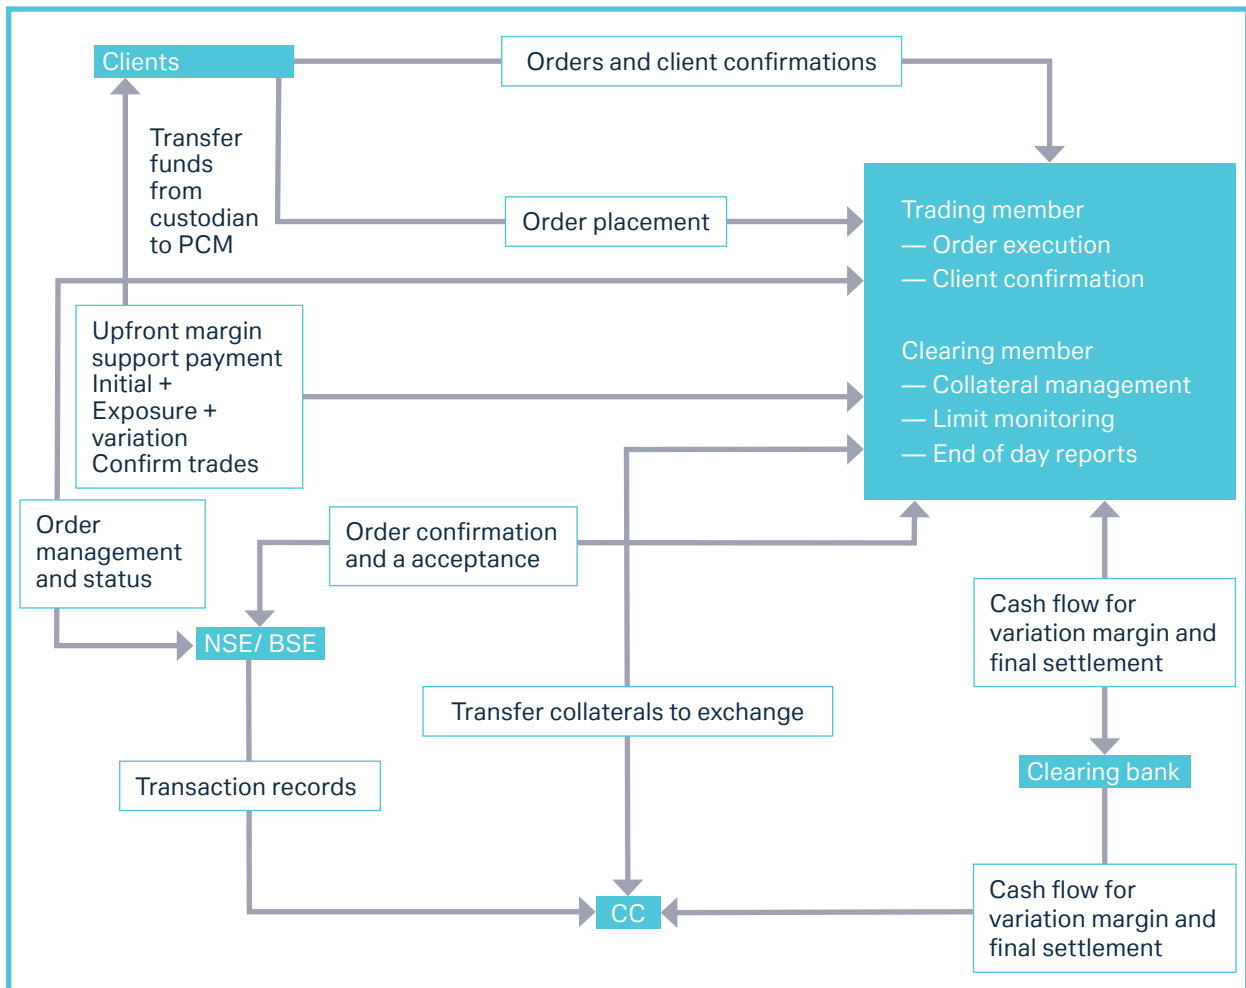 Clients
Orders and client confirmations
Transfer
funds
from
custodian
to PCM
Order placement
Trading member
— Order execution
— Client confirmation
Clearing member
— Collateral management
— Limit monitoring
— End of day reports
Upfront margin
support payment
Initial +
Exposure +
variation
Confirm trades
Order
management
and status
Order confirmation
and a acceptance
NSE/ BSE
Cash flow for
variation margin and
final settlement
Transfer collaterals to exchange
Clearing bank
Transaction records
CC
Cash flow for
variation margin and
final settlement